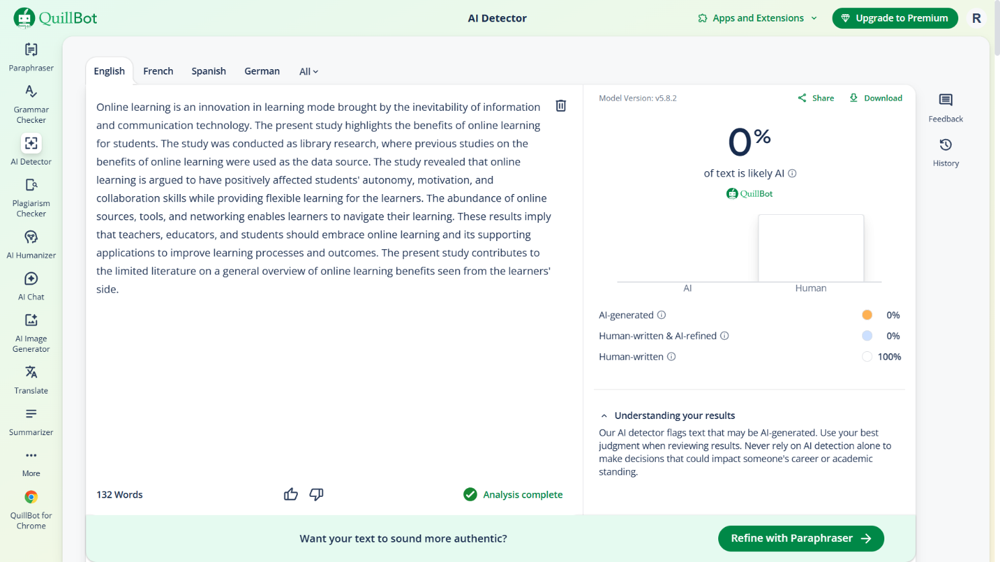 QuillBot
AI Detector
Apps and Extensions
Upgrade to Premium
R
Paraphraser
Grammar
Checker
AI Detector
Plagiarism
Checker
AI Humanizer
AI Chat
AI Image
Generator
Translate
Summarizer
More
QuillBot for
Chrome
English French Spanish German All
Online learning is an innovation in learning mode brought by the inevitability of information
and communication technology. The present study highlights the benefits of online learning
for students. The study was conducted as library research, where previous studies on the
benefits of online learning were used as the data source. The study revealed that online
learning is argued to have positively affected students' autonomy, motivation, and
collaboration skills while providing flexible learning for the learners. The abundance of online
sources, tools, and networking enables learners to navigate their learning. These results imply
that teachers, educators, and students should embrace online learning and its supporting
applications to improve learning processes and outcomes. The present study contributes to
the limited literature on a general overview of online learning benefits seen from the learners'
side.
132 Words
Analysis complete
Model Version: v5.8.2
Share
Download
0%
of text is likely AI
QuillBot
AI
Human
AI-generated 0%
Human-written & AI-refined 0%
Human-written 100%
Understanding your results
Our AI detector flags text that may be AI-generated. Use your best
judgment when reviewing results. Never rely on AI detection alone to
make decisions that could impact someone's career or academic
standing.
Feedback
History
Want your text to sound more authentic?
Refine with Paraphraser